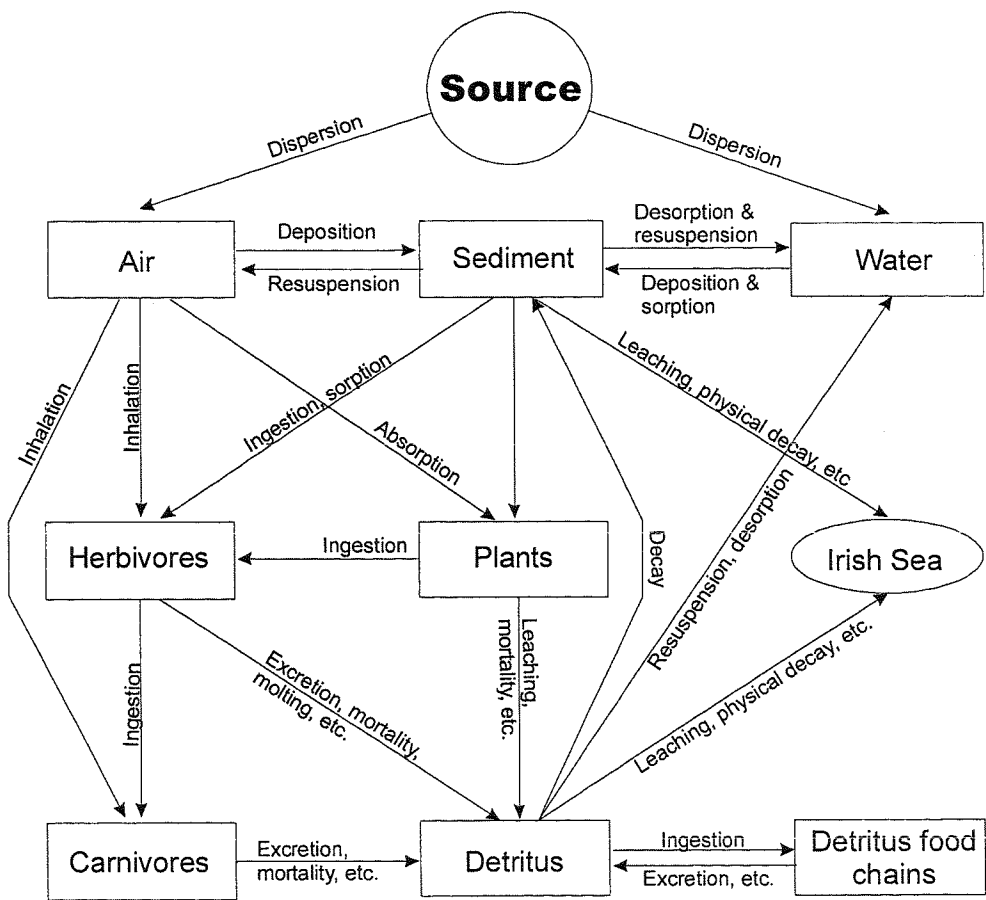 Source
Dispersion
Dispersion
Air
Deposition
Resuspension
Sediment
Desorption &
resuspension
Deposition &
sorption
Water
Inhalation
Inhalation
Ingestion, sorption
Absorption
Leaching, physical decay, etc
Herbivores
Ingestion
Plants
Decay
Resuspension, desorption
Irish Sea
Ingestion
Excretion, mortality,
molting, etc.
Leaching,
mortality, etc.
Leaching, physical decay, etc.
Carnivores
Excretion,
mortality, etc.
Detritus
Ingestion
Excretion, etc.
Detritus food
chains